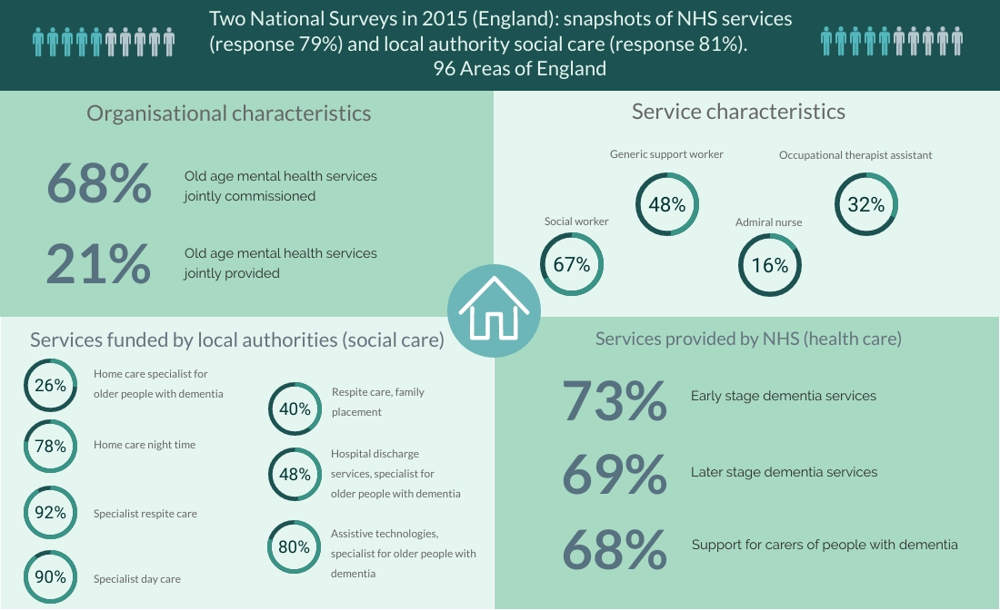 Two National Surveys in 2015 (England): snapshots of NHS services
(response 79%) and local authority social care (response 81%).
96 Areas of England
Organisational characteristics
68%
Old age mental health services
jointly commissioned
21%
Old age mental health services
jointly provided
Service characteristics
Generic support worker
48%
Occupational therapist assistant
32%
Social worker
67%
Admiral nurse
16%
Services funded by local authorities (social care)
26%
Home care specialist for
older people with dementia
78%
Home care night time
92%
Specialist respite care
90%
Specialist day care
40%
Respite care, family
placement
48%
Hospital discharge
services, specialist for
older people with dementia
80%
Assistive technologies,
specialist for older people with
dementia
Services provided by NHS (health care)
73%
Early stage dementia services
69%
Later stage dementia services
68%
Support for carers of people with dementia